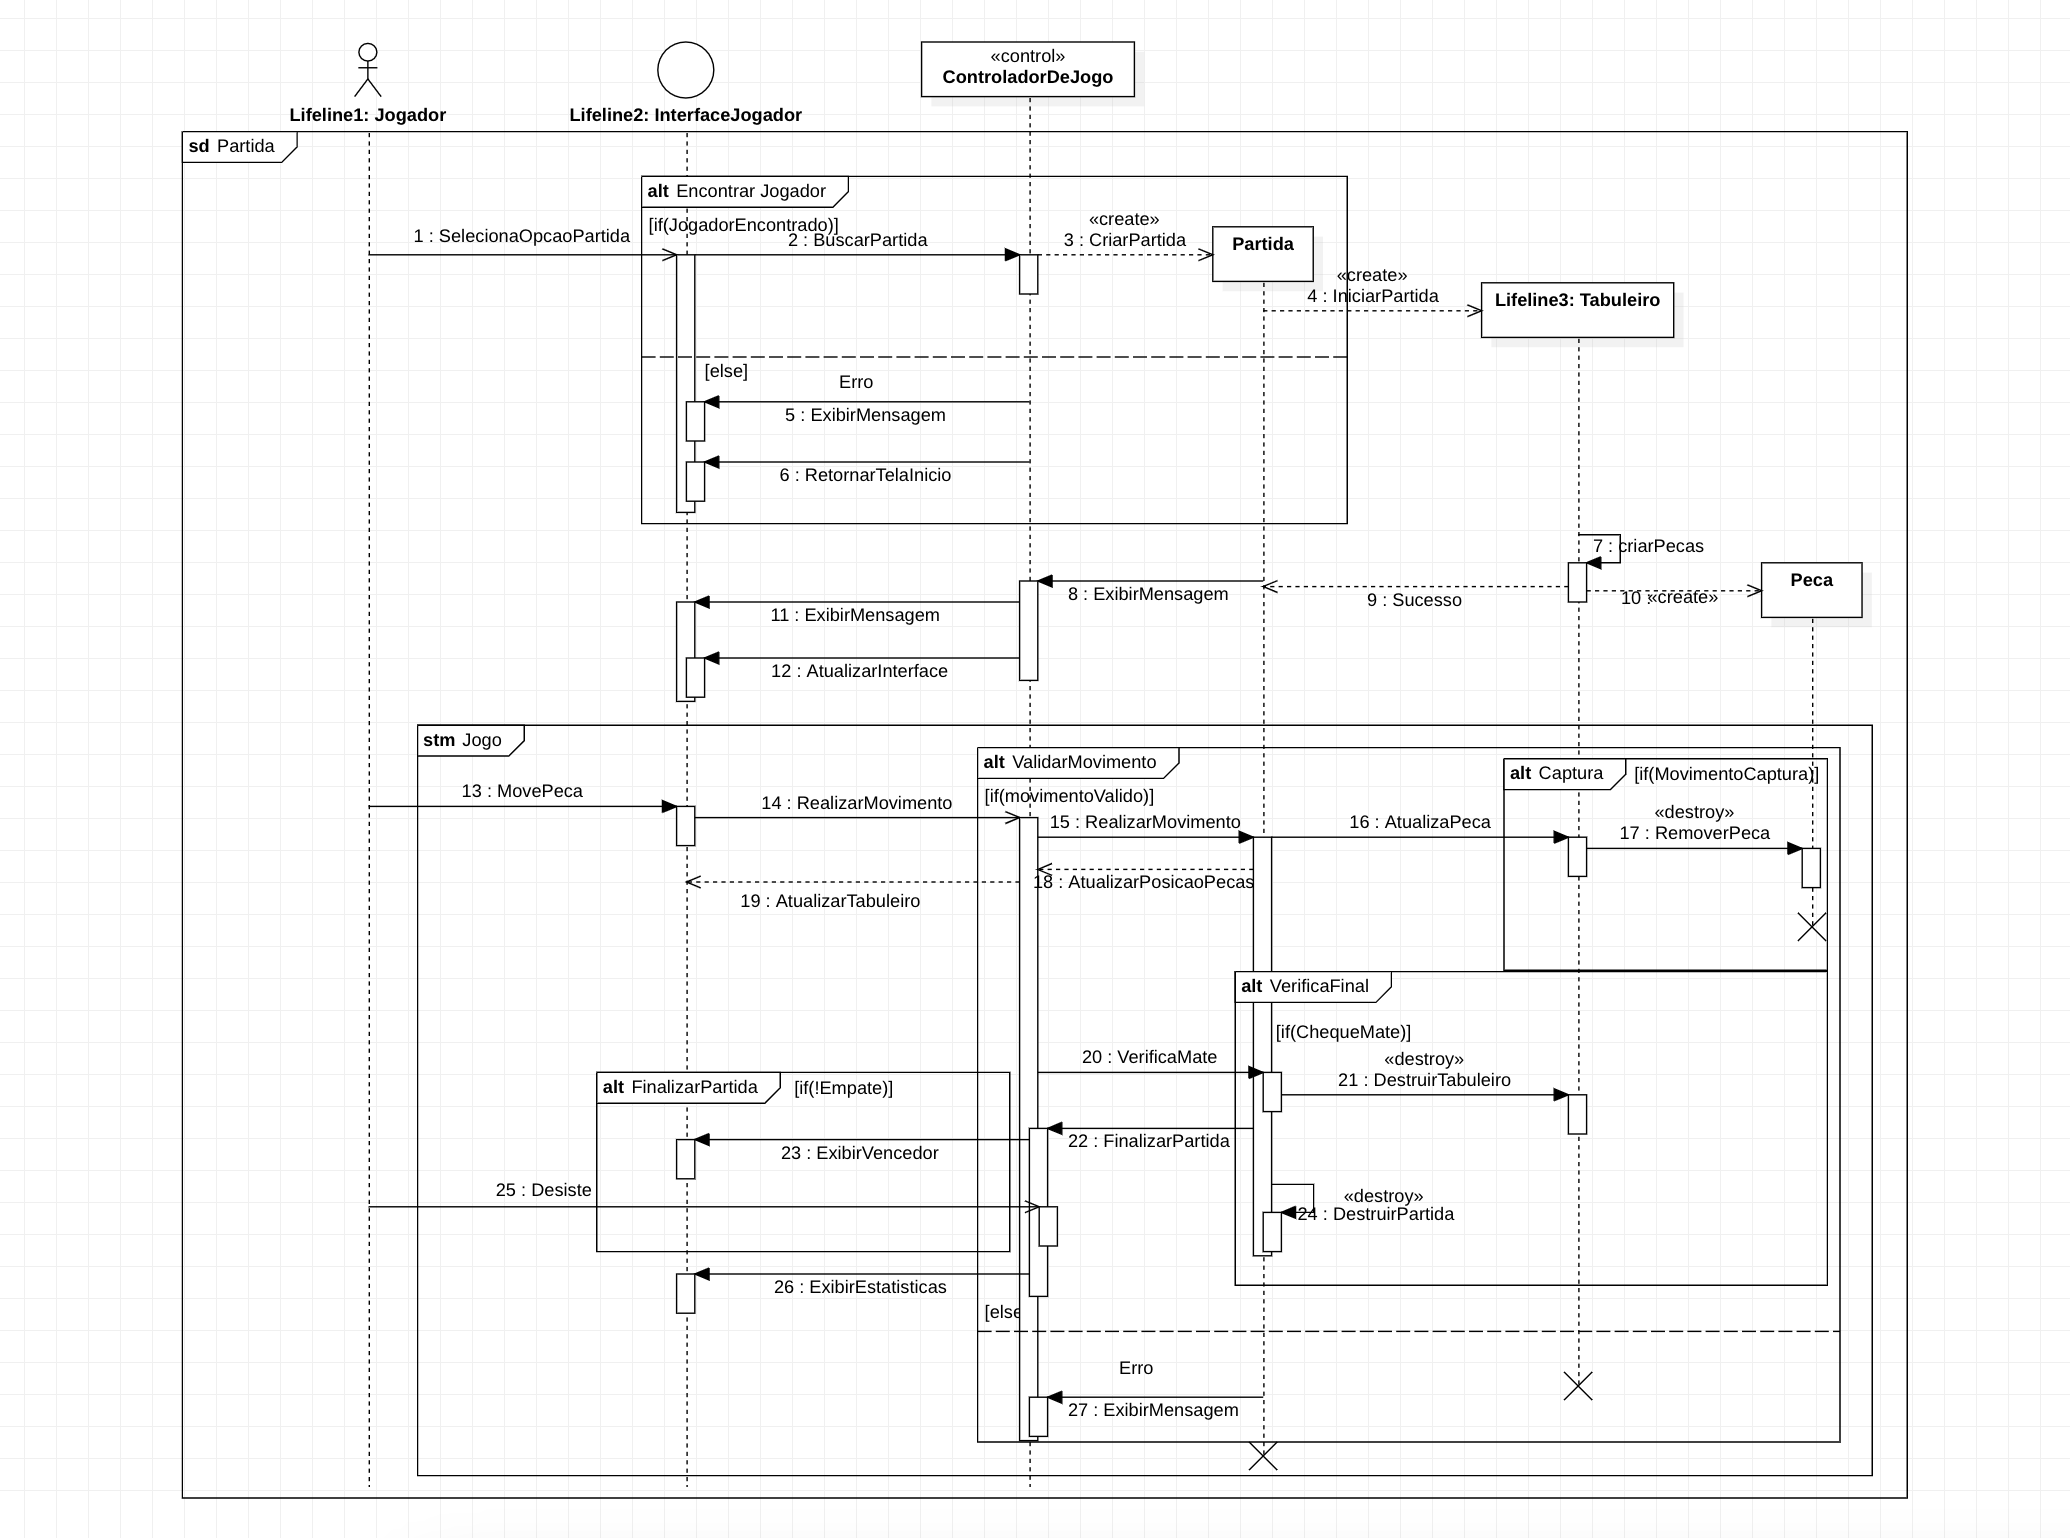 «control»
ControladorDeJogo
Lifeline1: Jogador
Lifeline2: InterfaceJogador
sd Partida
alt Encontrar Jogador
[if(JogadorEncontrado)]
1 : SelecionaOpcaoPartida
2 : BuscarPartida
«create»
3 : CriarPartida
Partida
«create»
4 : IniciarPartida
Lifeline3: Tabuleiro
[else]
Erro
5 : ExibirMensagem
6 : RetornarTelaInicio
7 : criarPecas
Peca
8 : ExibirMensagem
9 : Sucesso
10 : «create»
11 : ExibirMensagem
12 : AtualizarInterface
stm Jogo
alt ValidarMovimento
alt Captura
[if(MovimentoCaptura)]
13 : MovePeca
14 : RealizarMovimento
[if(movimentoValido)]
15 : RealizarMovimento
16 : AtualizaPeca
«destroy»
17 : RemoverPeca
18 : AtualizarPosicaoPecas
19 : AtualizarTabuleiro
alt VerificaFinal
[if(ChequeMate)]
20 : VerificaMate
«destroy»
21 : DestruirTabuleiro
alt FinalizarPartida
[if(!Empate)]
22 : FinalizarPartida
23 : ExibirVencedor
25 : Desiste
«destroy»
24 : DestruirPartida
26 : ExibirEstatisticas
[else
Erro
27 : ExibirMensagem